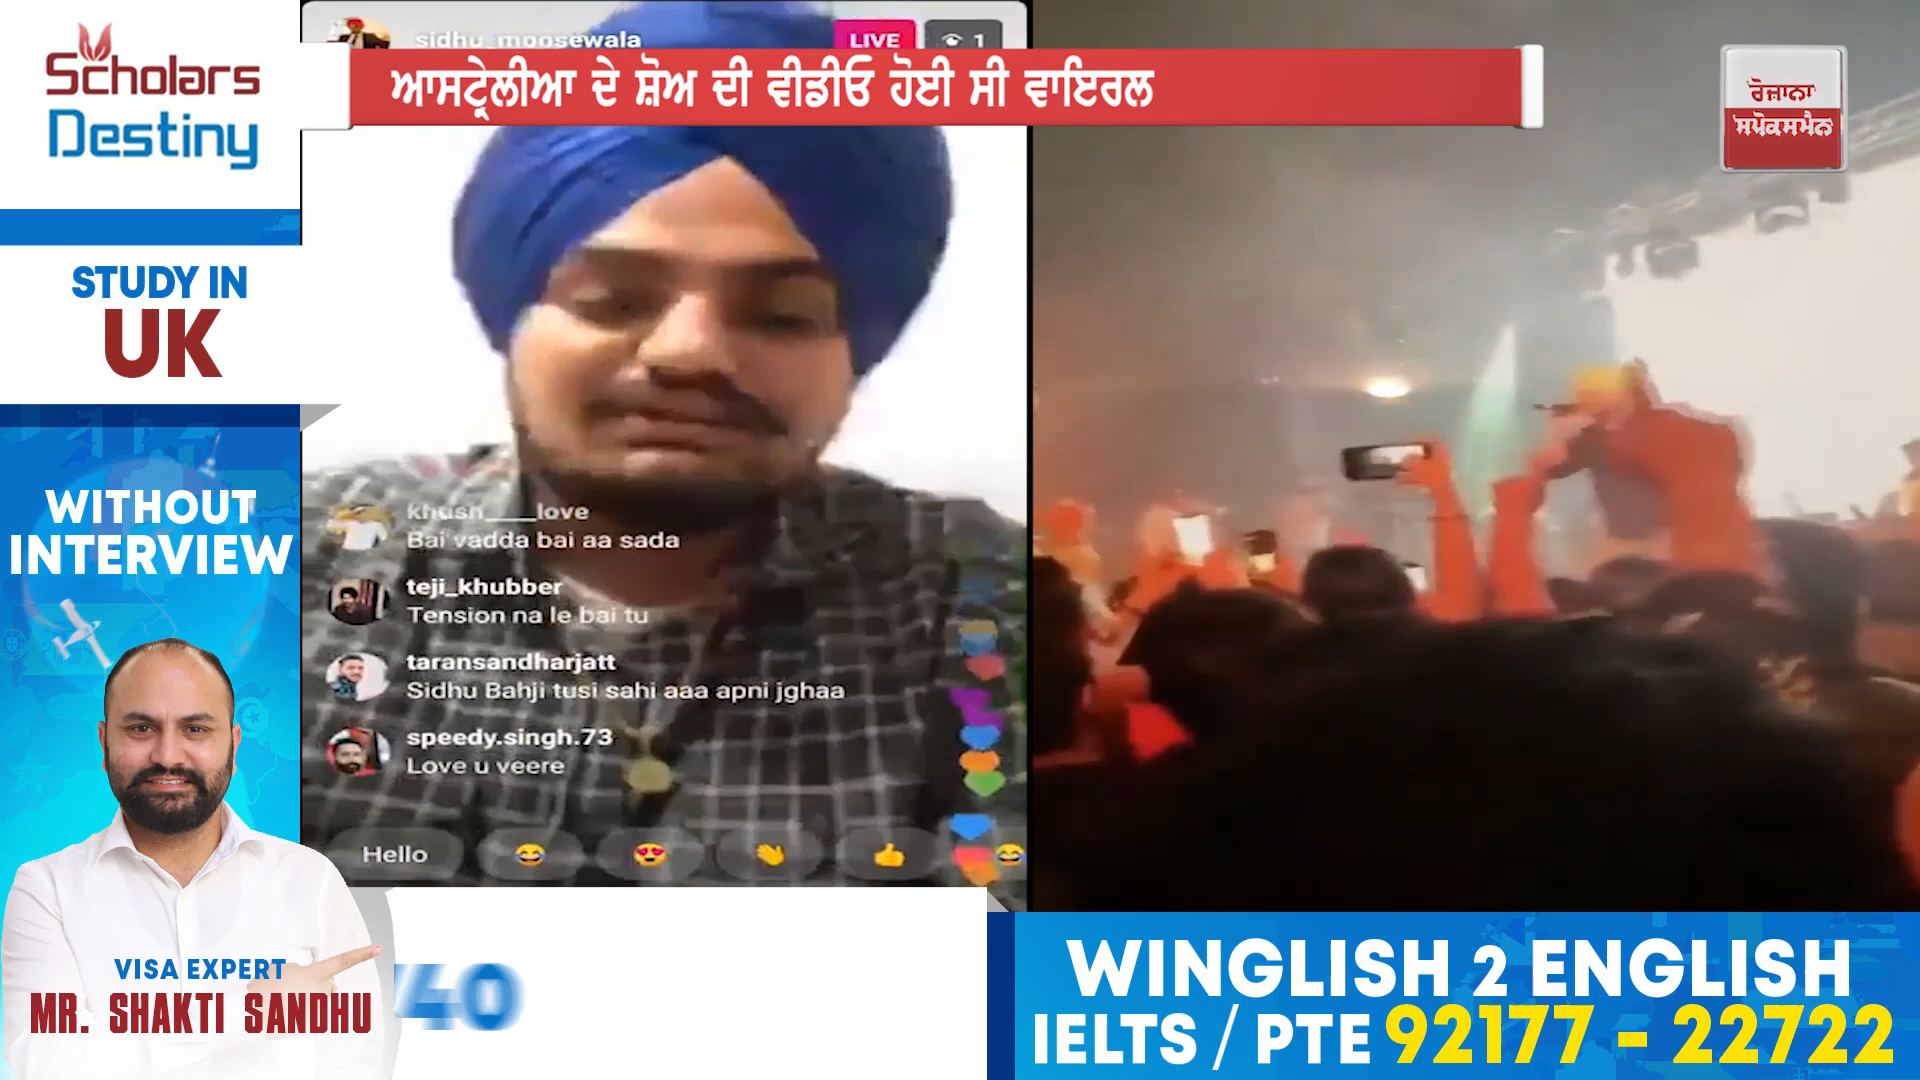 Scholars
Destiny
STUDY IN
UK
WITHOUT
INTERVIEW
VISA EXPERT
MR. SHAKTI SANDHU
sidhu_moosewala
LIVE
1
ਆਸਟ੍ਰੇਲੀਆ ਦੇ ਸ਼ੋਅ ਦੀ ਵੀਡੀਓ ਹੋਈ ਸੀ ਵਾਇਰਲ
ਰੋਜ਼ਾਨਾ
ਸਪੋਕਸਮੈਨ
khush____love
Bai vadda bai aa sada
teji_khubber
Tension na le bai tu
taransandharjatt
Sidhu Bahji tusi sahi aaa apni jghaa
speedy.singh.73
Love u veere
Hello
WINGLISH 2 ENGLISH
IELTS / PTE 92177 - 22722